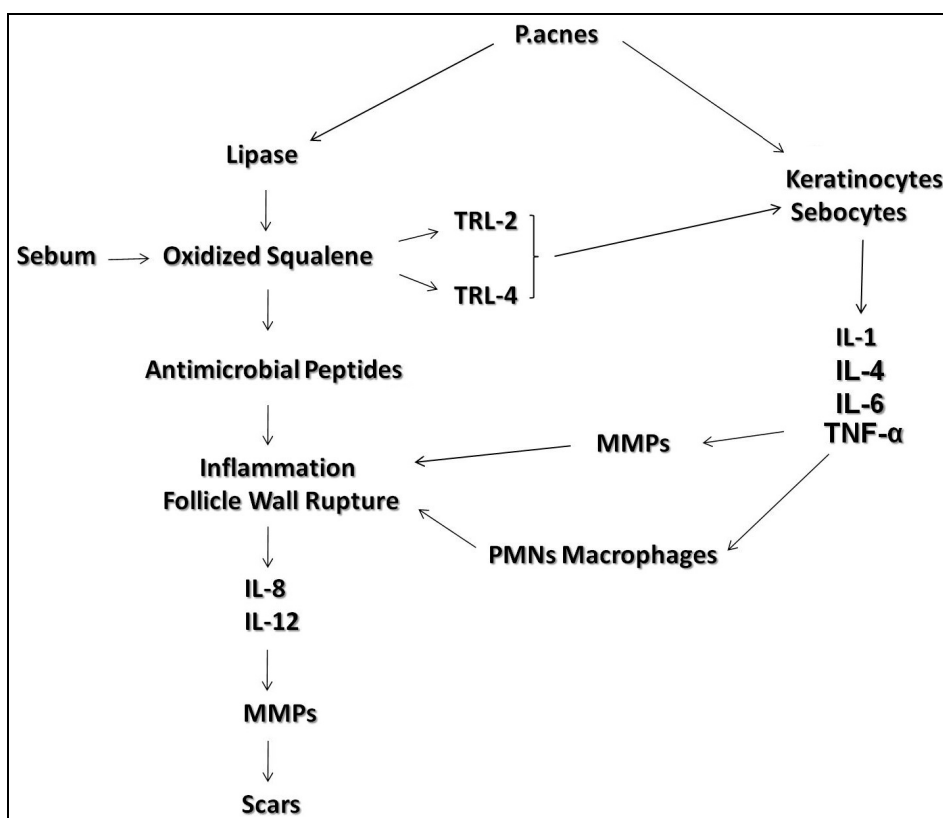 P.acnes
Lipase
Keratinocytes
Sebocytes
TRL-2
Sebum
Oxidized Squalene
TRL-4
IL-1
IL-4
IL-6
TNF-α
Antimicrobial Peptides
MMPs
Inflammation
Follicle Wall Rupture
PMNs Macrophages
IL-8
IL-12
MMPs
Scars